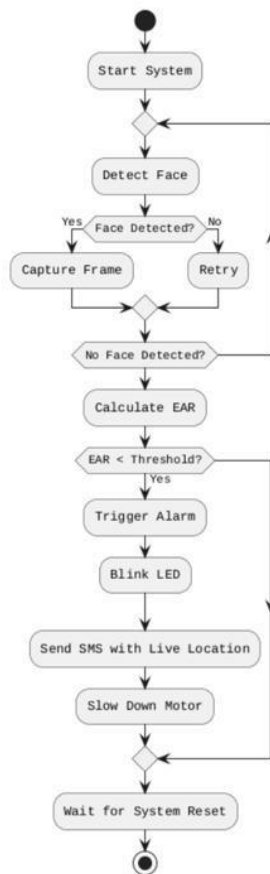 Start System
Detect Face
Yes
Face Detected?
No
Capture Frame
Retry
No Face Detected?
Calculate EAR
EAR < Threshold?
Yes
Trigger Alarm
Blink LED
Send SMS with Live Location
Slow Down Motor
Wait for System Reset